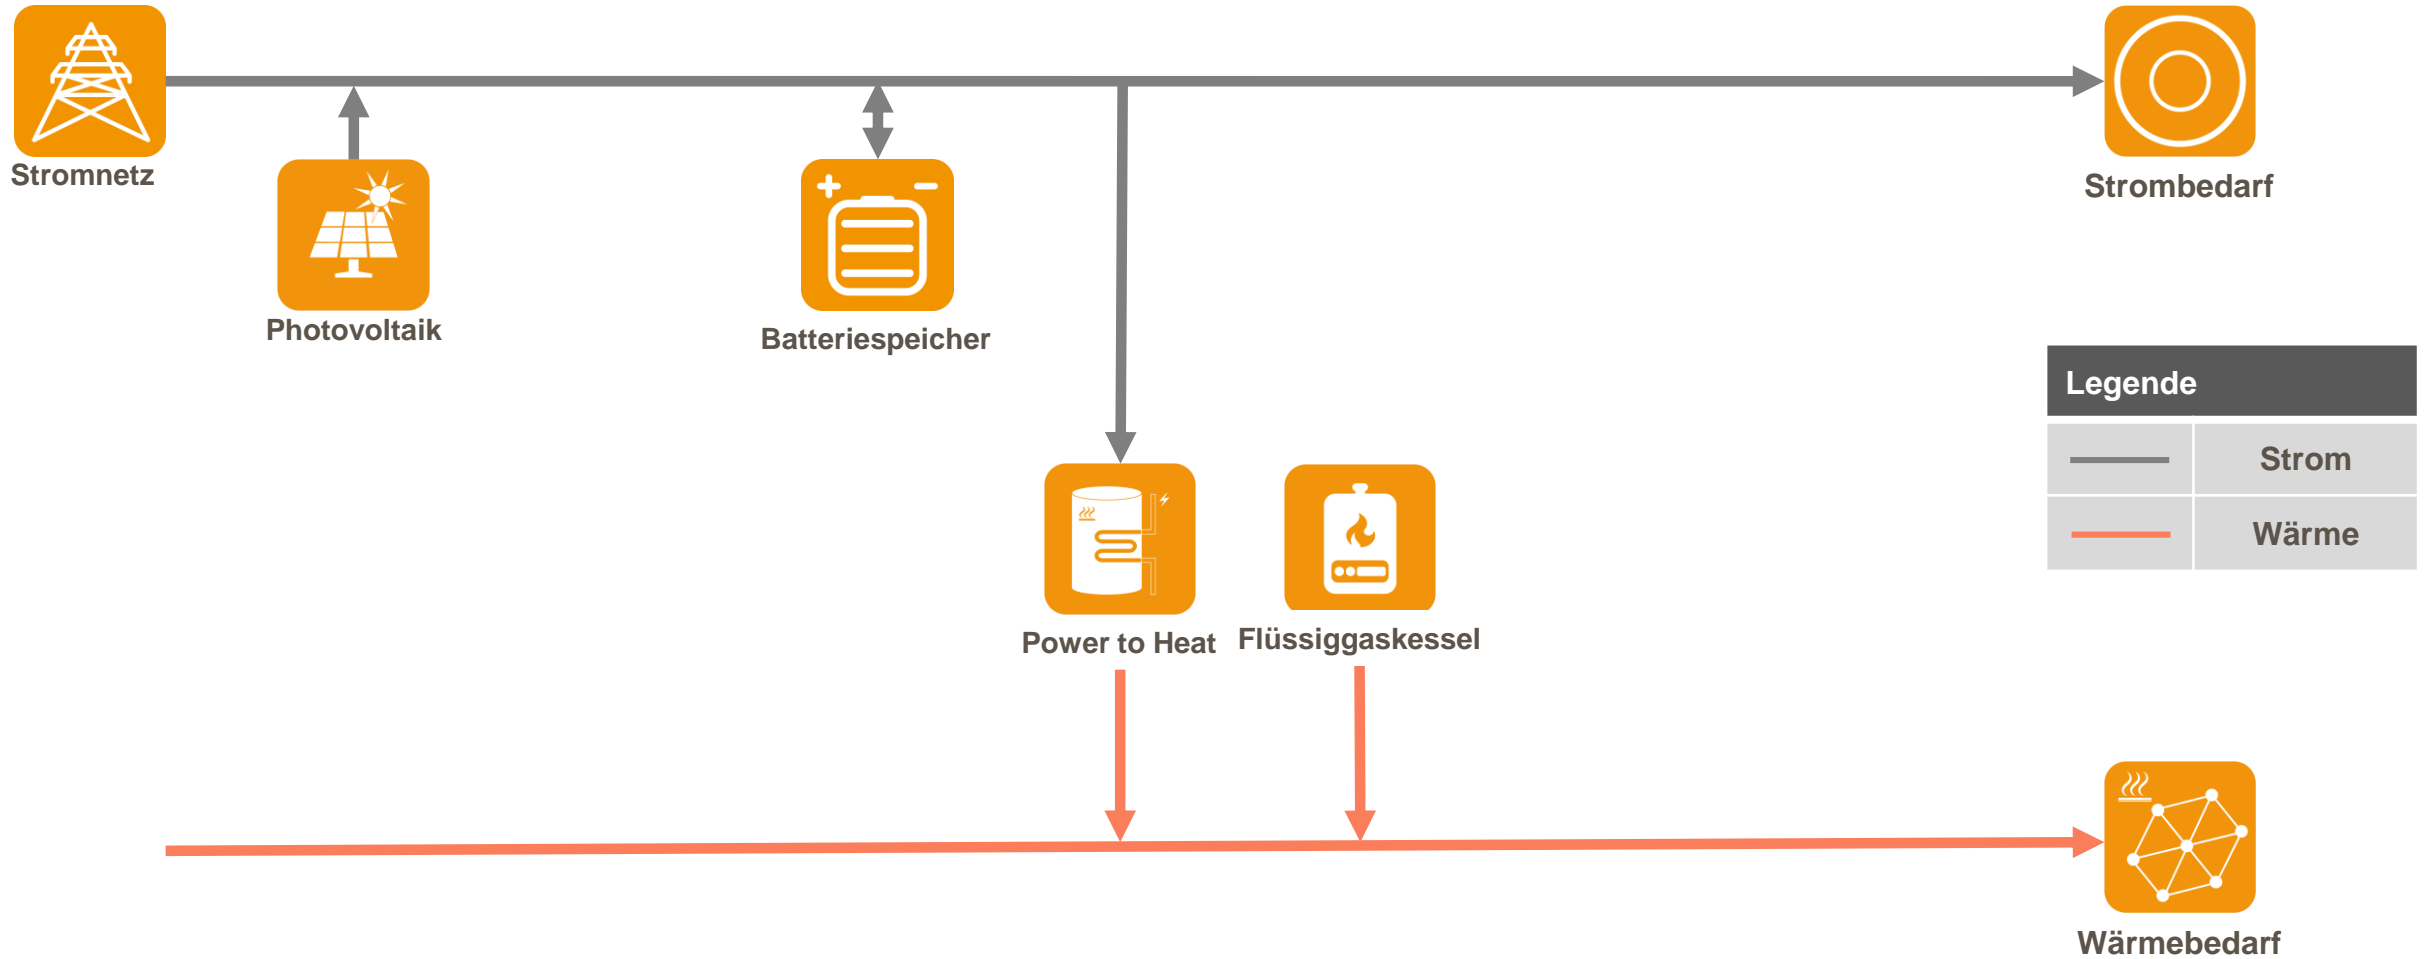 Stromnetz
Strombedarf
Photovoltaik
Batteriespeicher
Legende
Strom
Wärme
Power to Heat
Flüssiggaskessel
Wärmebedarf